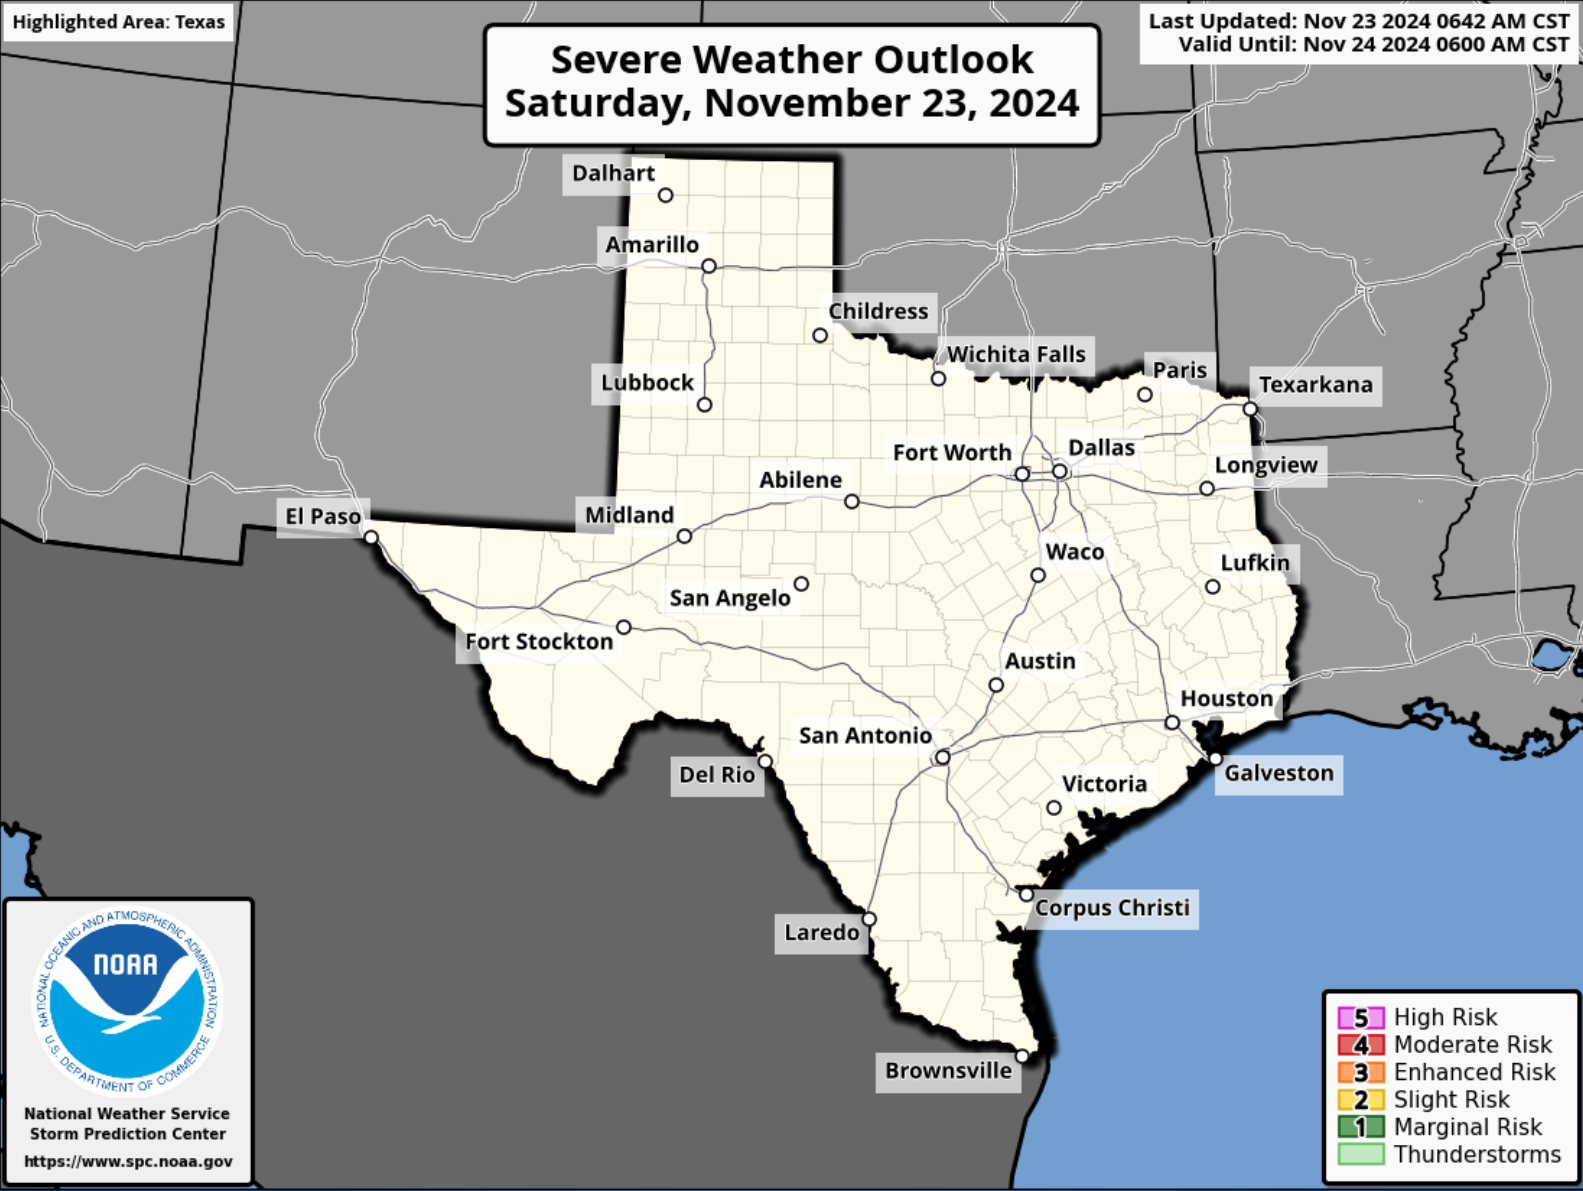 Highlighted Area: Texas
Severe Weather Outlook
Saturday, November 23, 2024
Last Updated: Nov 23 2024 0642 AM CST
Valid Until: Nov 24 2024 0600 AM CST
Dalhart
Amarillo
Childress
Wichita Falls
Paris
Texarkana
Lubbock
Fort Worth
Dallas
Longview
Abilene
El Paso
Midland
Waco
Lufkin
San Angelo
Fort Stockton
Austin
Houston
San Antonio
Del Rio
Galveston
Victoria
Corpus Christi
Laredo
Brownsville
NATIONAL OCEANIC AND ATMOSPHERIC ADMINISTRATION
NOAA
U.S. DEPARTMENT OF COMMERCE
National Weather Service
Storm Prediction Center
https://www.spc.noaa.gov
5 High Risk
4 Moderate Risk
3 Enhanced Risk
2 Slight Risk
1 Marginal Risk
Thunderstorms